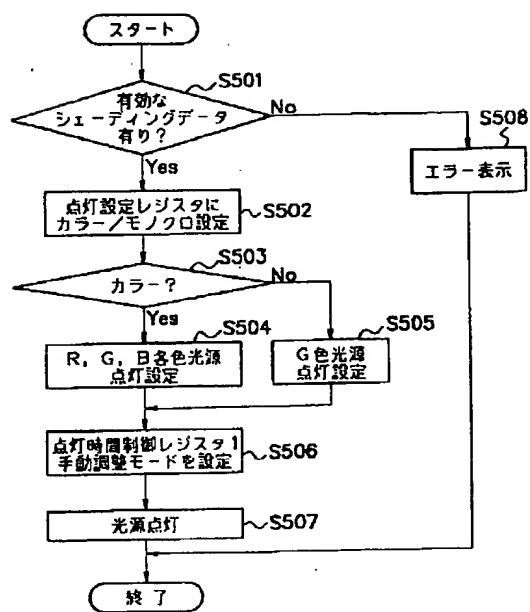 スタート
S501
有効な
シェーディングデータ
有り?
No
Yes
S508
エラー表示
点灯設定レジスタに
カラー/モノクロ設定
S502
S503
カラー?
No
Yes
S504
R, G, B各色光源
点灯設定
S505
G色光源
点灯設定
点灯時間制御レジスタ1
手動調整モードを設定
S506
光源点灯
S507
終了